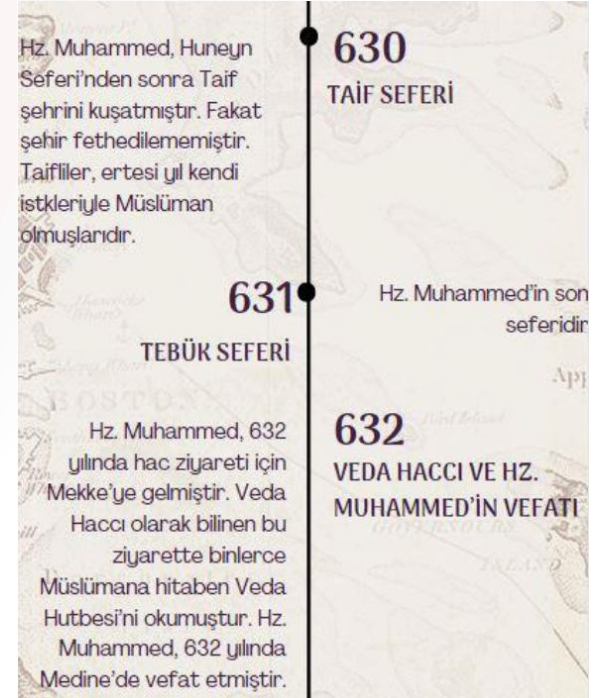 630
TAİF SEFERİ
Hz. Muhammed, Huneyn
Seferi'nden sonra Taif
şehrini kuşatmıştır. Fakat
şehir fethedilememiştir.
Taifliler, ertesi yıl kendi
istkleriyle Müslüman
olmuşlarıdır.
631
TEBÜK SEFERİ
Hz. Muhammed'in son
seferidir
632
VEDA HACCI VE HZ.
MUHAMMED'İN VEFATI
Hz. Muhammed, 632
yılında hac ziyareti için
Mekke'ye gelmiştir. Veda
Haccı olarak bilinen bu
ziyarette binlerce
Müslümana hitaben Veda
Hutbesi'ni okumuştur. Hz.
Muhammed, 632 yılında
Medine'de vefat etmiştir.
BOSTON
GOVERNOURS
ISLAND